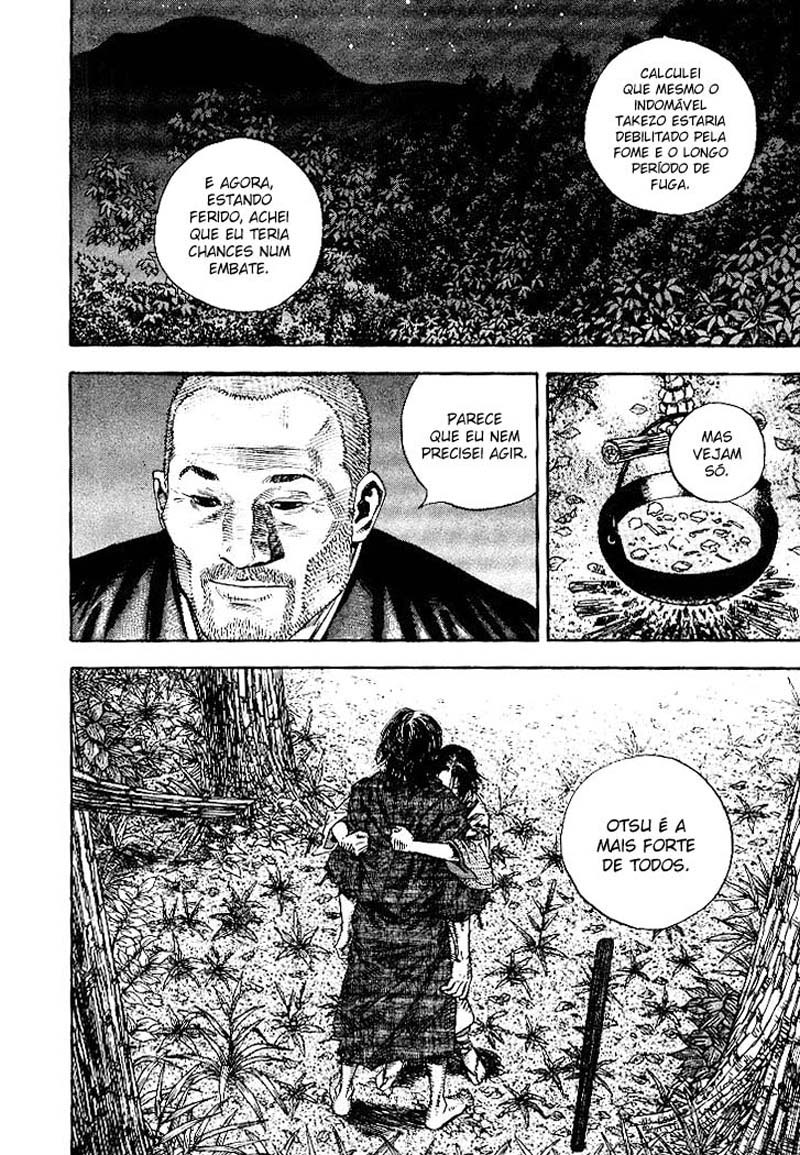 CALCULEI
QUE MESMO O
INDOMÁVEL
TAKEZO ESTARIA
DEBILITADO PELA
FOME E O LONGO
PERÍODO DE
FUGA.
E AGORA,
ESTANDO
FERIDO, ACHEI
QUE EU TERIA
CHANCES NUM
EMBATE.
MAS
VEJAM
SÓ.
PARECE
QUE EU NEM
PRECISEI AGIR.
OTSU É A
MAIS FORTE
DE TODOS.